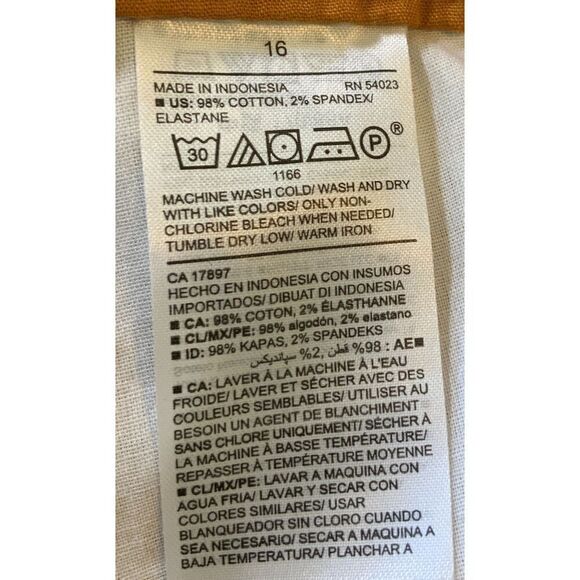 16
MADE IN INDONESIA RN 54023
■ US: 98% COTTON, 2% SPANDEX/
ELASTANE
30 P ®
1166
MACHINE WASH COLD/ WASH AND DRY
WITH LIKE COLORS/ ONLY NON-
CHLORINE BLEACH WHEN NEEDED/
TUMBLE DRY LOW/ WARM IRON
CA 17897
HECHO EN INDONESIA CON INSUMOS
IMPORTADOS/ DIBUAT DI INDONESIA
■ CA: 98% COTON, 2% ÉLASTHANNE
■ CL/MX/PE: 98% algodón, 2% elastano
■ ID: 98% KAPAS, 2% SPANDEKS
■ AE: 98% قطن, 2% سپاندیکس
■ CA: LAVER À LA MACHINE À L'EAU
FROIDE/ LAVER ET SÉCHER AVEC DES
COULEURS SEMBLABLES/ UTILISER AU
BESOIN UN AGENT DE BLANCHIMENT
SANS CHLORE UNIQUEMENT/ SÉCHER
LA MACHINE À BASSE TEMPÉRATURE/
REPASSER À TEMPÉRATURE MOYENNE
■ CL/MX/PE: LAVAR A MAQUINA CON
AGUA FRIA/ LAVAR Y SECAR CON
COLORES SIMILARES/ USAR
BLANQUEADOR SIN CLORO CUANDO
SEA NECESARIO/ SECAR A MAQUINA A
BAJA TEMPERATURA/ PLANCHAR A